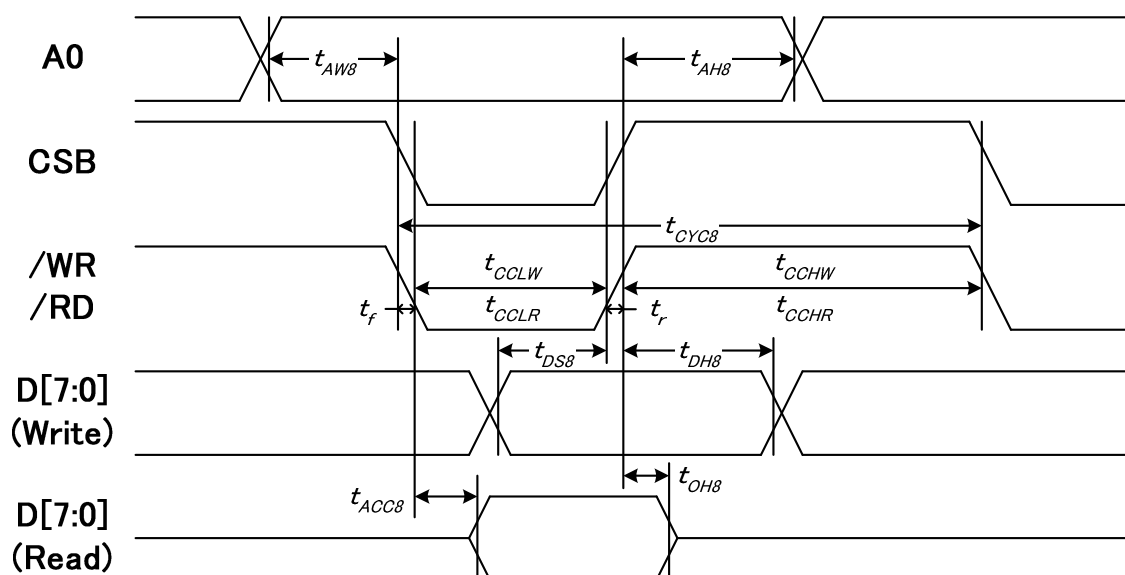 A0
tAW8
tAH8
CSB
tCYC8
/WR
/RD
tCCLW
tCCHW
tf
tCCLR
tr
tCCHR
tDS8
tDH8
D[7:0]
(Write)
tACC8
tOH8
D[7:0]
(Read)